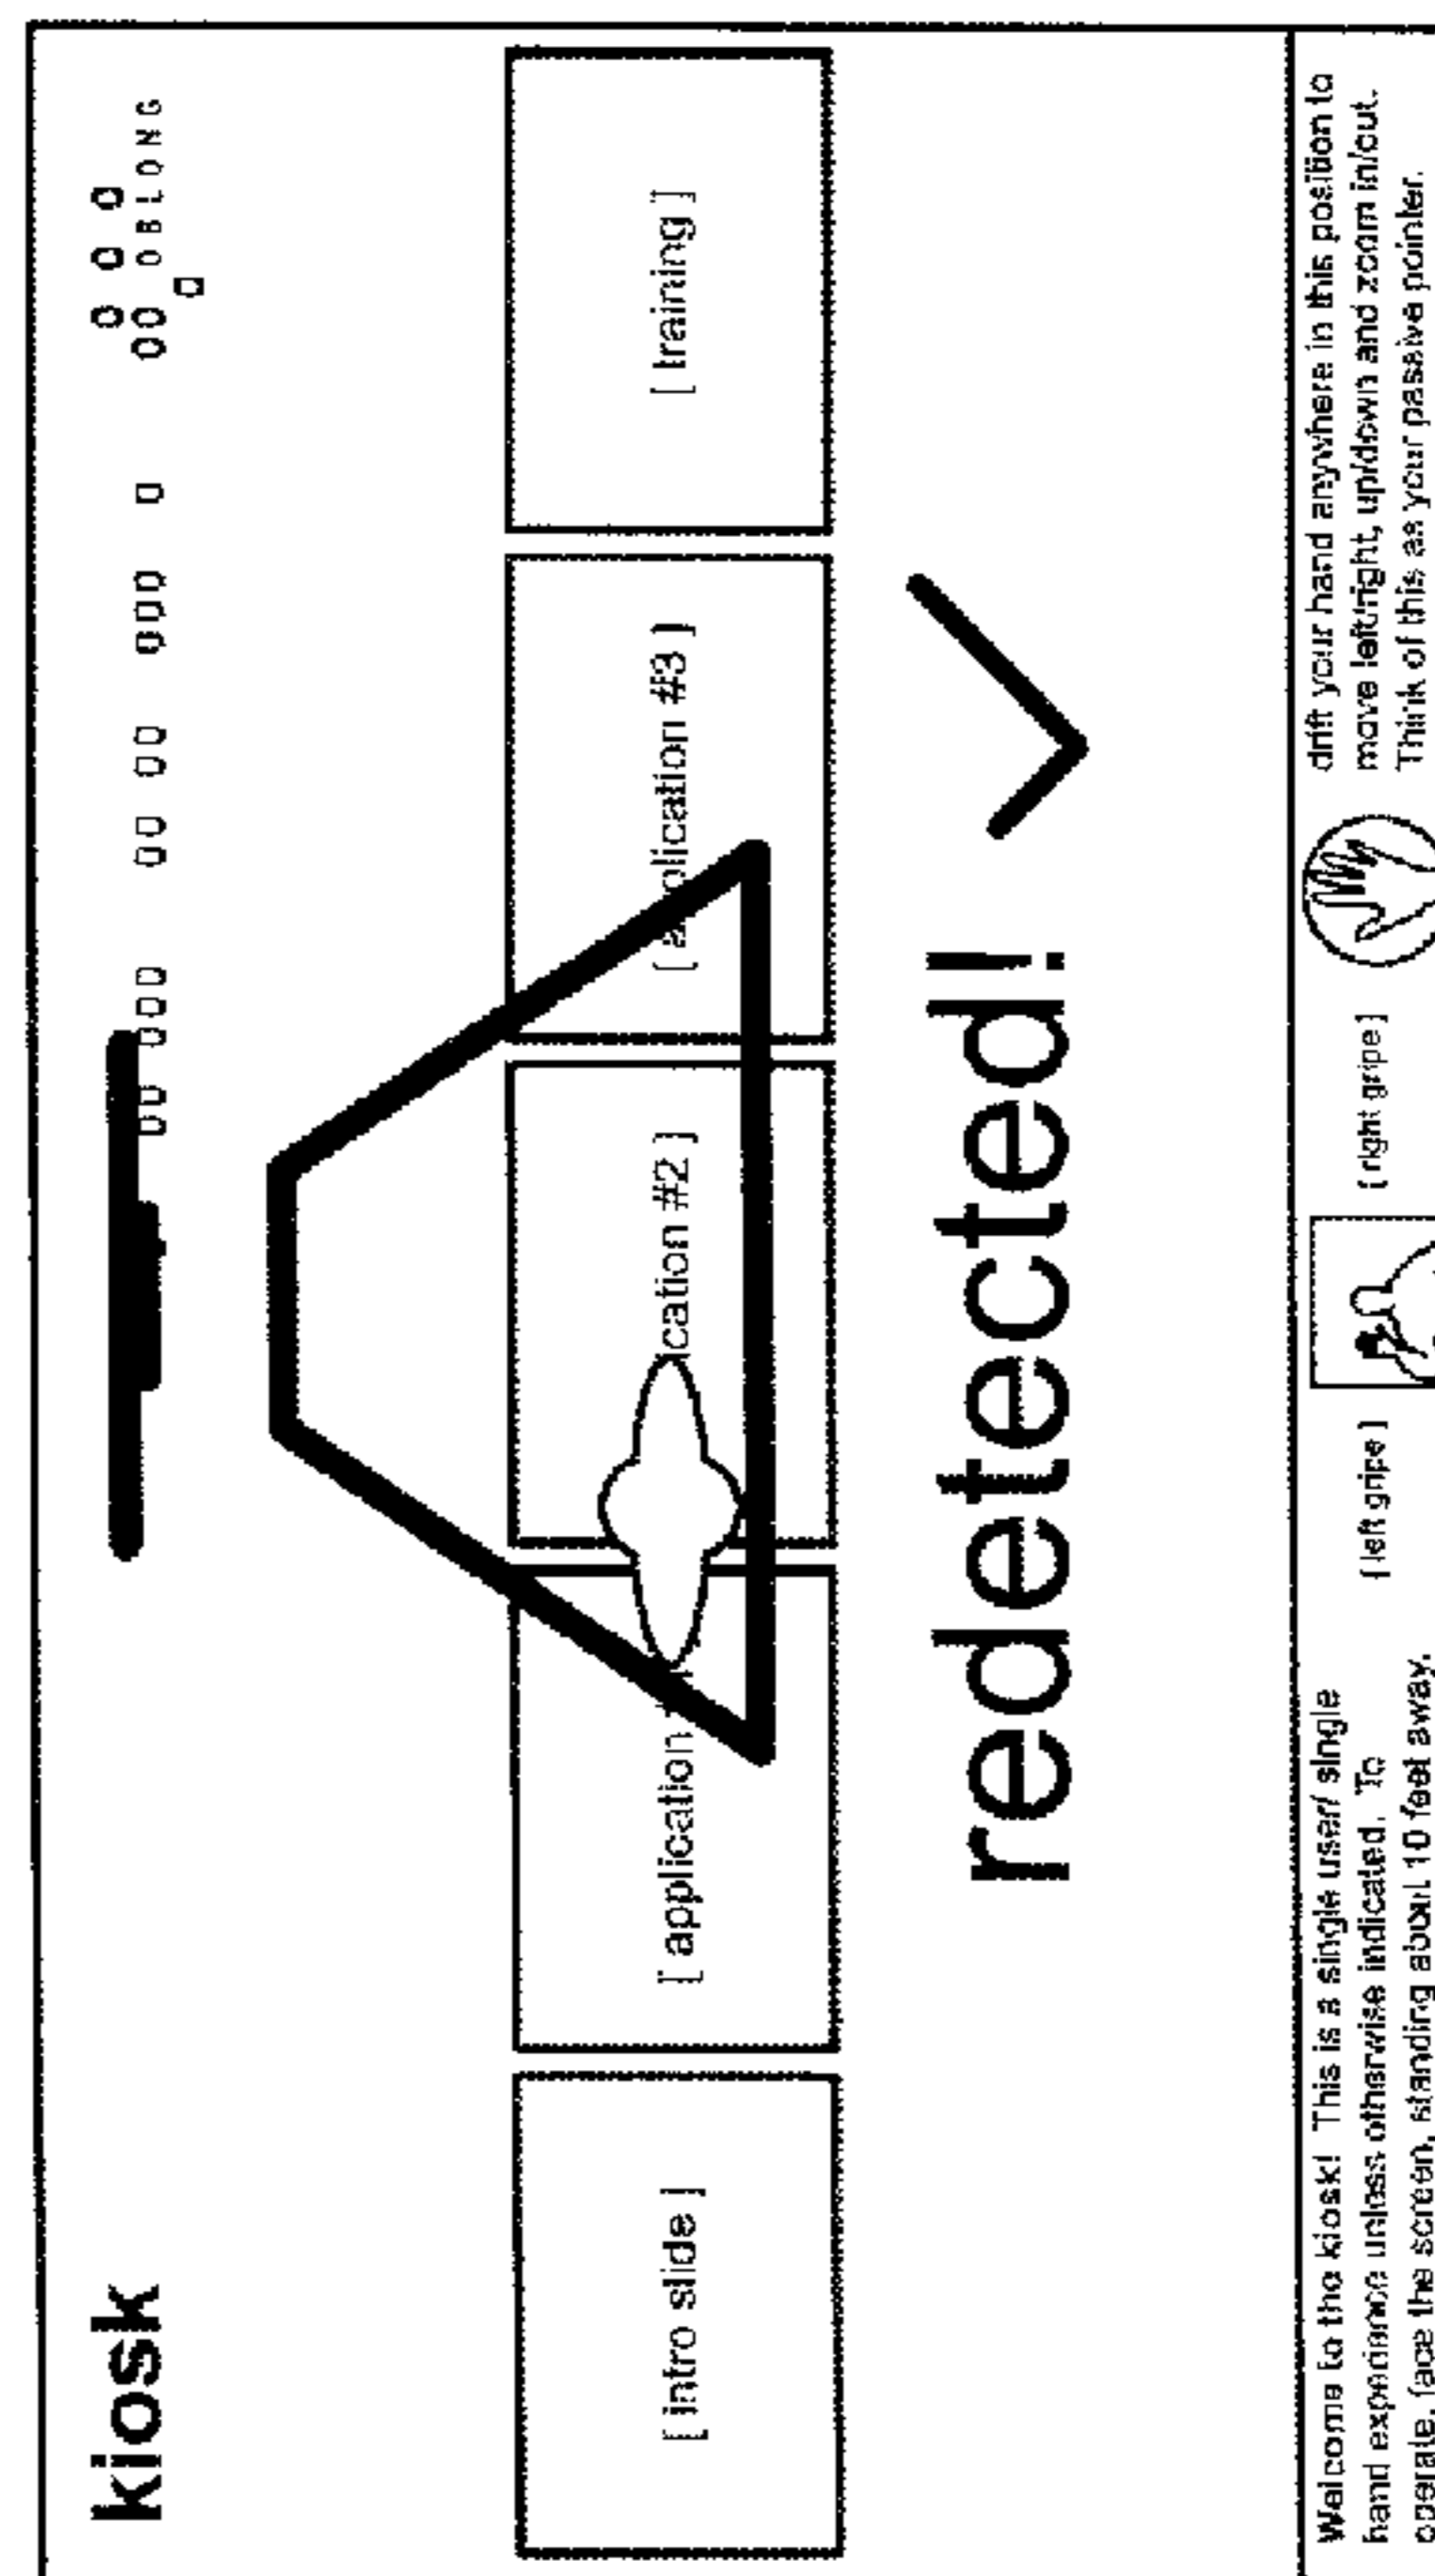 kiosk
OBLONG
[ intro slide ]
[ application
ication #2 ]
[ application #3 ]
[ training ]
redetected!
Welcome to the kiosk! This is a single user/ single
hand experience unless otherwise indicated. To
operate, face the screen, standing about 10 feet away.
[ left gripe ]
[ right gripe ]
drift your hand anywhere in this position to
move left/right, up/down and zoom in/out.
Think of this as your passive pointer.